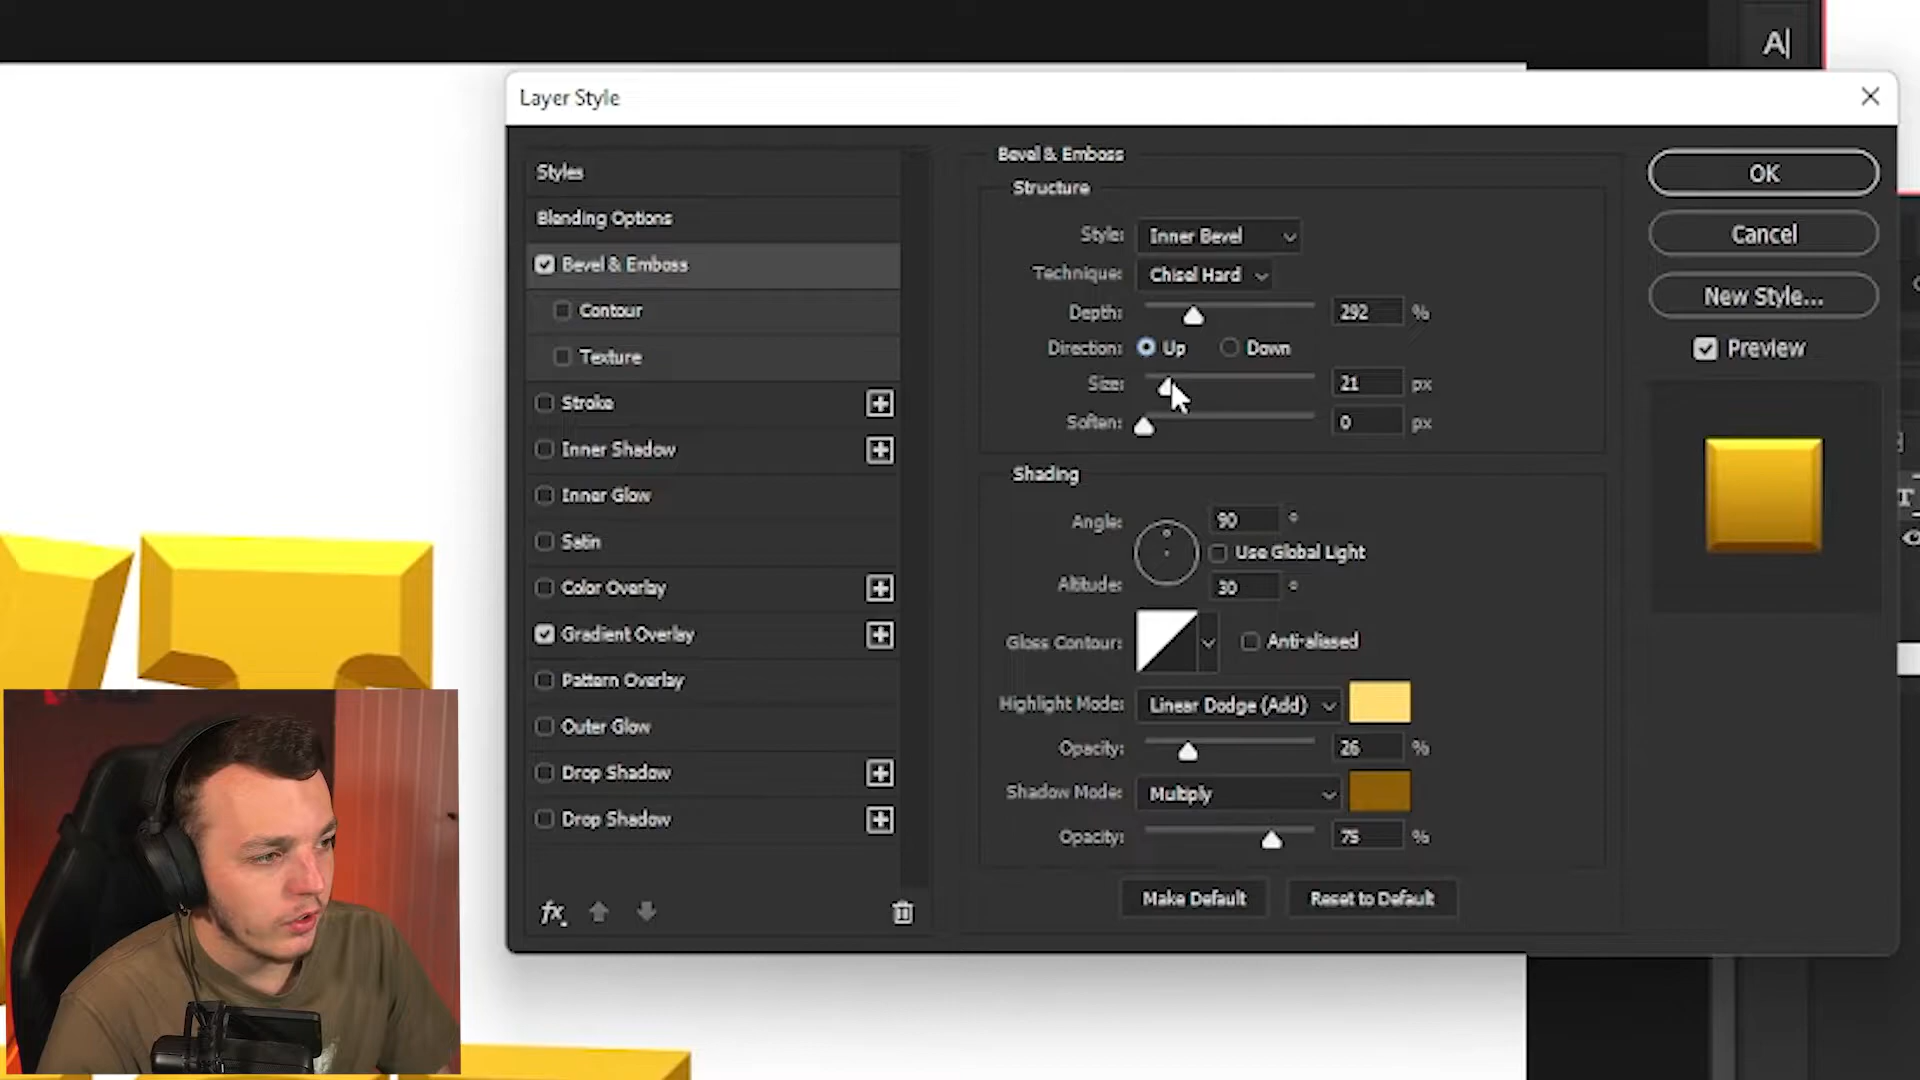 A|
Layer Style
Styles
Blending Options
Bevel & Emboss
Contour
Texture
Stroke
Inner Shadow
Inner Glow
Satin
Color Overlay
Gradient Overlay
Pattern Overlay
Outer Glow
Drop Shadow
Drop Shadow
fx
Bevel & Emboss
Structure
Style: Inner Bevel
Technique: Chisel Hard
Depth: 292 %
Direction: Up Down
Size: 21 px
Soften: 0 px
Shading
Angle: 90 °
Use Global Light
Altitude: 30 °
Gloss Contour: Anti-aliased
Highlight Mode: Linear Dodge (Add)
Opacity: 26 %
Shadow Mode: Multiply
Opacity: 75 %
Make Default Reset to Default
OK
Cancel
New Style...
Preview
T